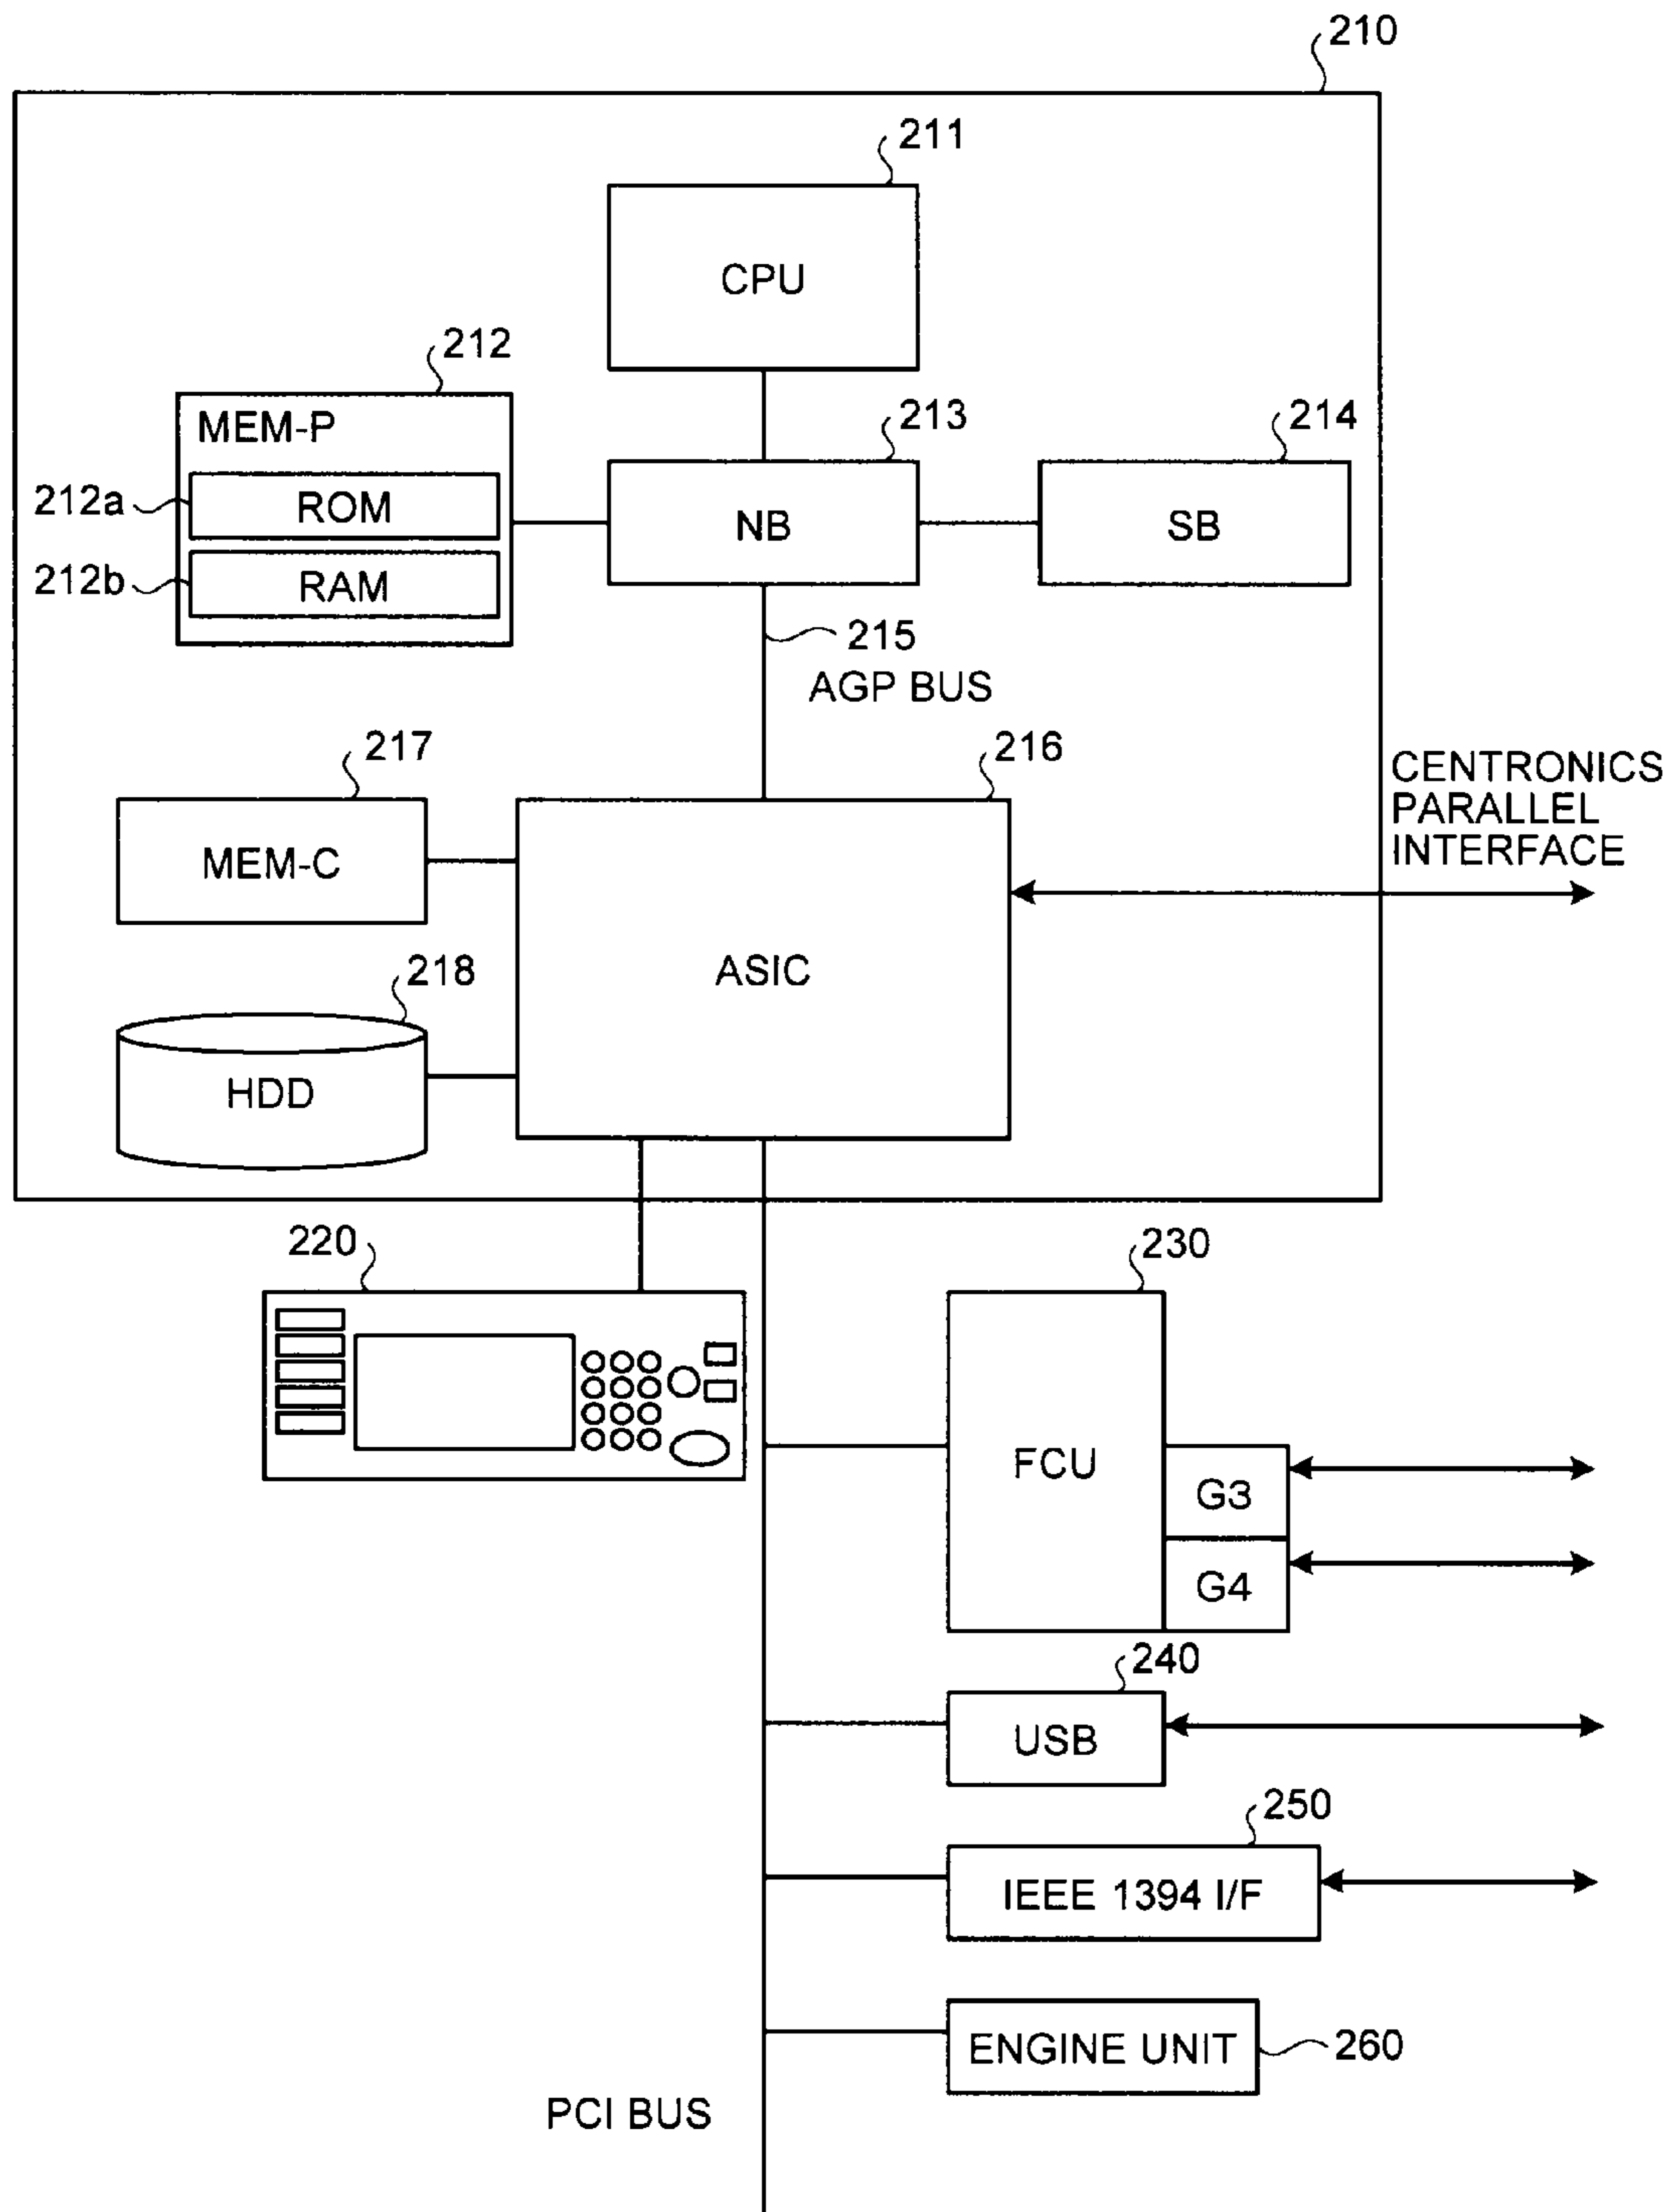 210
211
CPU
212
MEM-P
213
214
212a
ROM
NB
SB
212b
RAM
215
AGP BUS
217
216
CENTRONICS
PARALLEL
INTERFACE
MEM-C
218
ASIC
HDD
220
230
FCU
G3
G4
240
USB
250
IEEE 1394 I/F
ENGINE UNIT
260
PCI BUS